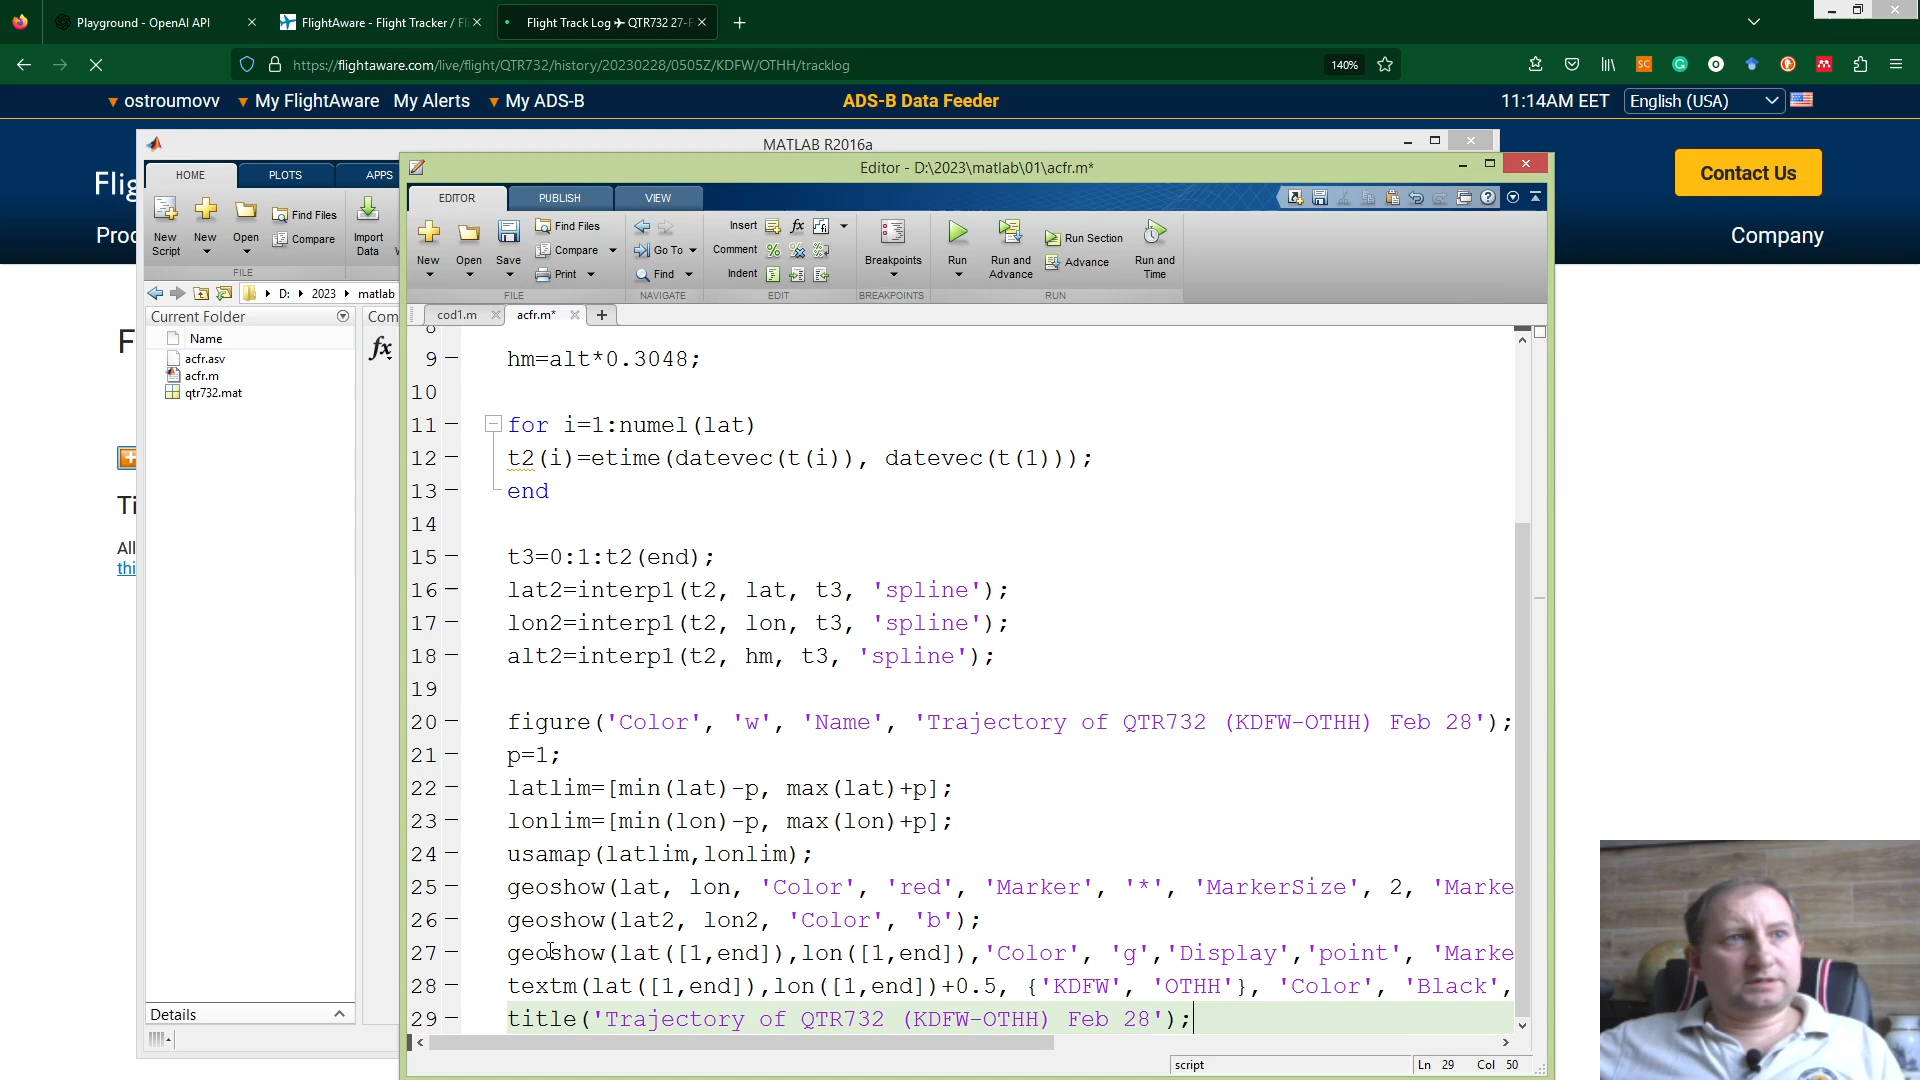 Playground - OpenAI API
FlightAware - Flight Tracker / Fli
Flight Track Log ✈ QTR732 27-F
https://flightaware.com/live/flight/QTR732/history/20230228/0505Z/KDFW/OTHH/tracklog
140%
ostroumovv
My FlightAware
My Alerts
My ADS-B
ADS-B Data Feeder
11:14AM EET
English (USA)
Contact Us
Company
MATLAB R2016a
HOME
PLOTS
APPS
New Script
New
Open
Find Files
Compare
Import Data
FILE
D: ▸ 2023 ▸ matlab
Current Folder
Name
acfr.asv
acfr.m
qtr732.mat
Details
Editor - D:\2023\matlab\01\acfr.m*
EDITOR
PUBLISH
VIEW
New
Open
Save
Find Files
Compare
Print
Go To
Find
Insert
Comment
Indent
Breakpoints
Run
Run and Advance
Run Section
Advance
Run and Time
FILE
NAVIGATE
EDIT
BREAKPOINTS
RUN
cod1.m
acfr.m*
9 hm=alt*0.3048;
10
11 for i=1:numel(lat)
12 t2(i)=etime(datevec(t(i)), datevec(t(1)));
13 end
14
15 t3=0:1:t2(end);
16 lat2=interp1(t2, lat, t3, 'spline');
17 lon2=interp1(t2, lon, t3, 'spline');
18 alt2=interp1(t2, hm, t3, 'spline');
19
20 figure('Color', 'w', 'Name', 'Trajectory of QTR732 (KDFW-OTHH) Feb 28');
21 p=1;
22 latlim=[min(lat)-p, max(lat)+p];
23 lonlim=[min(lon)-p, max(lon)+p];
24 usamap(latlim,lonlim);
25 geoshow(lat, lon, 'Color', 'red', 'Marker', '*', 'MarkerSize', 2, 'Marke
26 geoshow(lat2, lon2, 'Color', 'b');
27 geoshow(lat([1,end]),lon([1,end]),'Color', 'g','Display','point', 'Marke
28 textm(lat([1,end]),lon([1,end])+0.5, {'KDFW', 'OTHH'}, 'Color', 'Black',
29 title('Trajectory of QTR732 (KDFW-OTHH) Feb 28');
script
Ln 29 Col 50